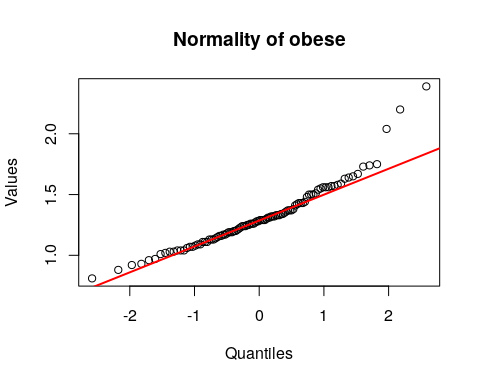 Normality of obese
Values
2.0
1.5
1.0
-2 -1 0 1 2
Quantiles